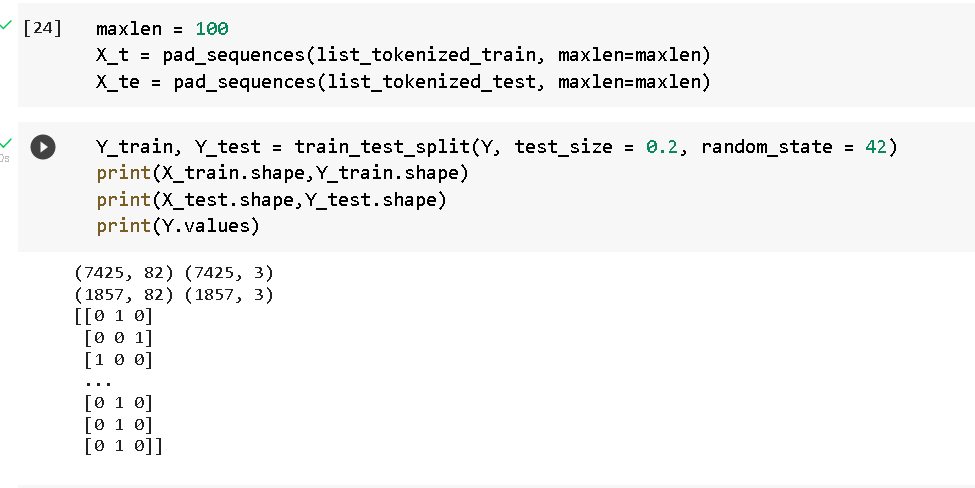 [24] maxlen = 100
X_t = pad_sequences(list_tokenized_train, maxlen=maxlen)
X_te = pad_sequences(list_tokenized_test, maxlen=maxlen)
0s
Y_train, Y_test = train_test_split(Y, test_size = 0.2, random_state = 42)
print(X_train.shape,Y_train.shape)
print(X_test.shape,Y_test.shape)
print(Y.values)
(7425, 82) (7425, 3)
(1857, 82) (1857, 3)
[[0 1 0]
[0 0 1]
[1 0 0]
...
[0 1 0]
[0 1 0]
[0 1 0]]